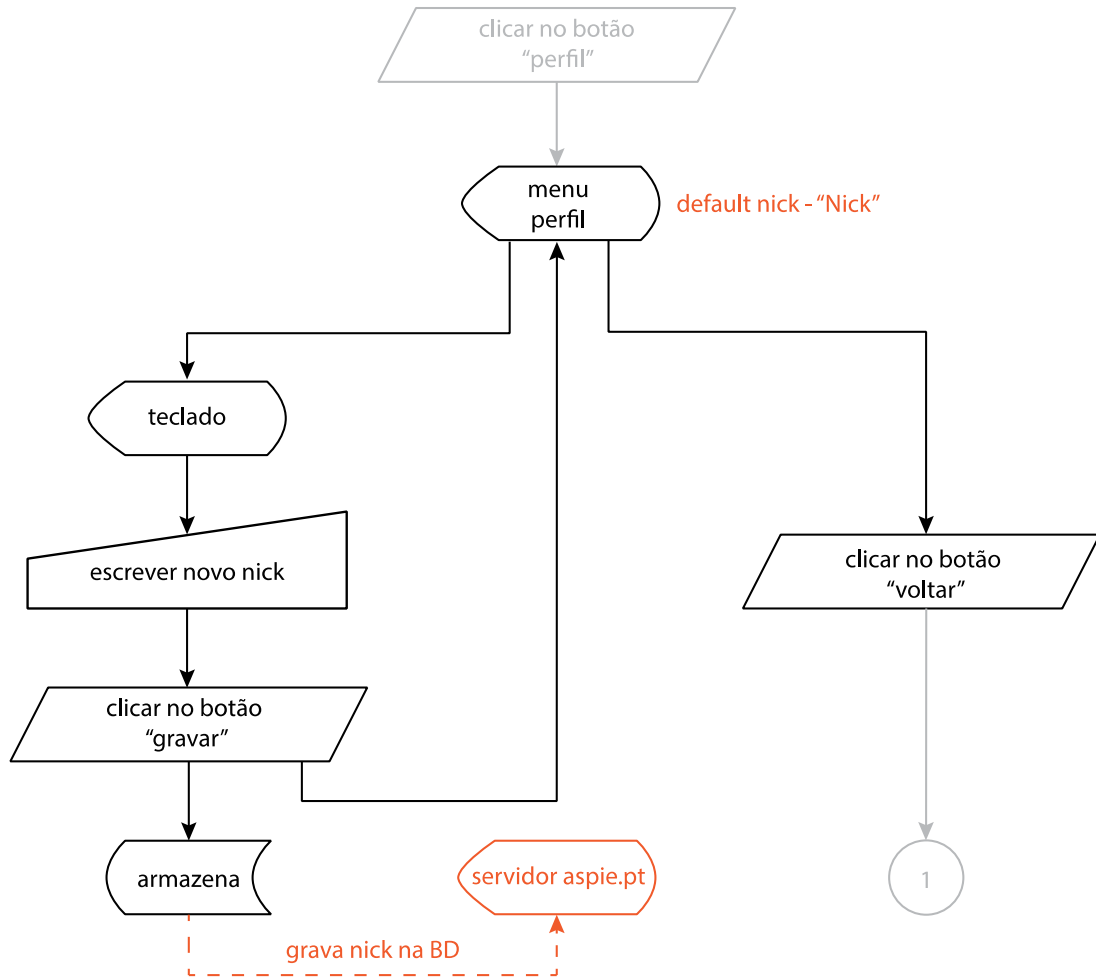 clicar no botão
“perfil”
menu
perfil
default nick - “Nick”
teclado
escrever novo nick
clicar no botão
“voltar”
clicar no botão
“gravar”
armazena
servidor aspie.pt
1
grava nick na BD